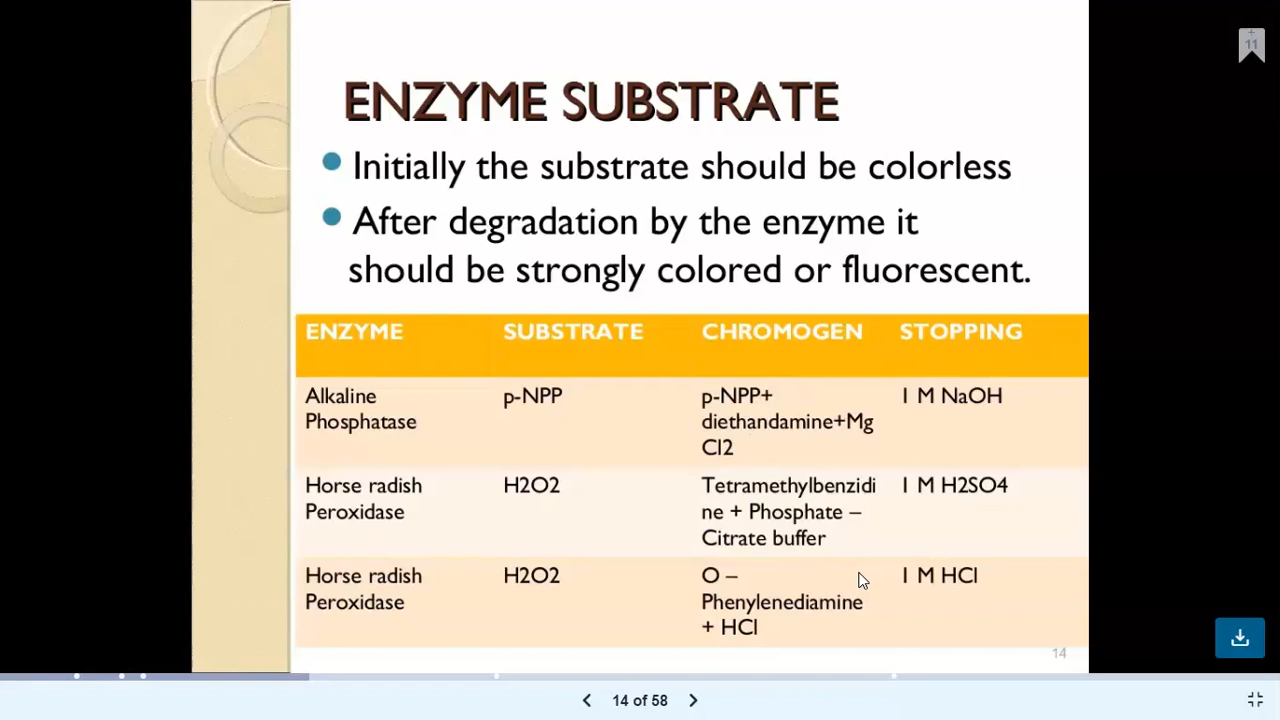 11
ENZYME SUBSTRATE
Initially the substrate should be colorless
After degradation by the enzyme it
should be strongly colored or fluorescent.
ENZYME SUBSTRATE CHROMOGEN STOPPING
Alkaline
Phosphatase
p-NPP
p-NPP+
diethandamine+Mg
Cl2
1 M NaOH
Horse radish
Peroxidase
H2O2
Tetramethylbenzidi
ne + Phosphate –
Citrate buffer
1 M H2SO4
Horse radish
Peroxidase
H2O2
O –
Phenylenediamine
+ HCl
1 M HCl
14
14 of 58